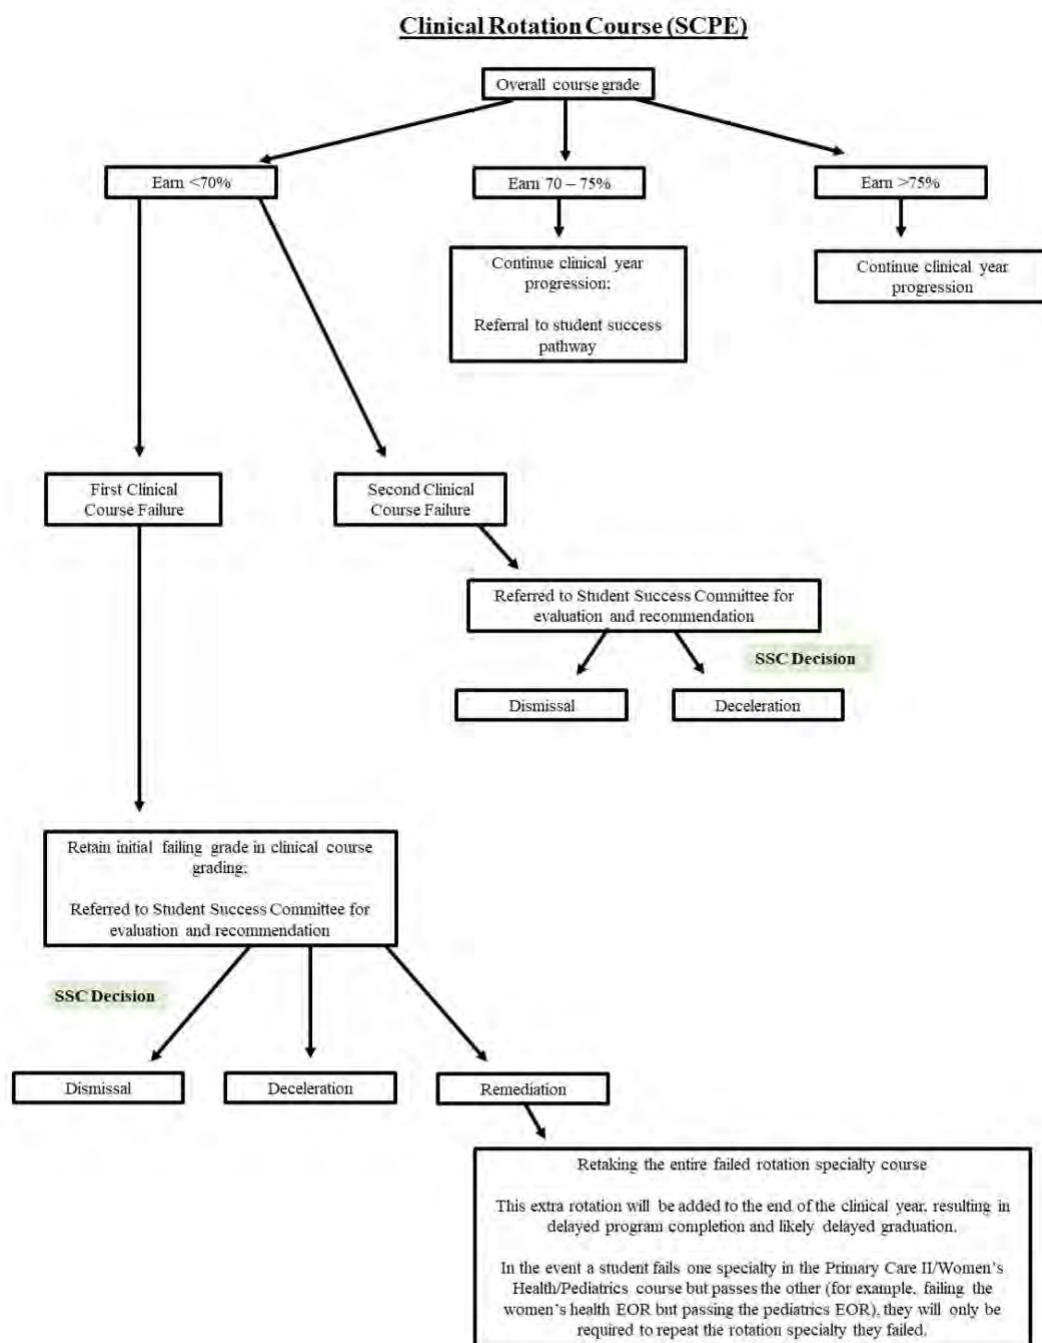 Clinical Rotation Course (SCPE)
Overall course grade
Earn <70%
Earn 70 – 75%
Earn >75%
Continue clinical year
progression;
Referral to student success
pathway
Continue clinical year
progression
First Clinical
Course Failure
Second Clinical
Course Failure
Referred to Student Success Committee for
evaluation and recommendation
SSC Decision
Dismissal
Deceleration
Retain initial failing grade in clinical course
grading;
Referred to Student Success Committee for
evaluation and recommendation
SSC Decision
Dismissal
Deceleration
Remediation
Retaking the entire failed rotation specialty course
This extra rotation will be added to the end of the clinical year, resulting in
delayed program completion and likely delayed graduation.
In the event a student fails one specialty in the Primary Care II/Women’s
Health/Pediatrics course but passes the other (for example, failing the
women’s health EOR but passing the pediatrics EOR), they will only be
required to repeat the rotation specialty they failed.